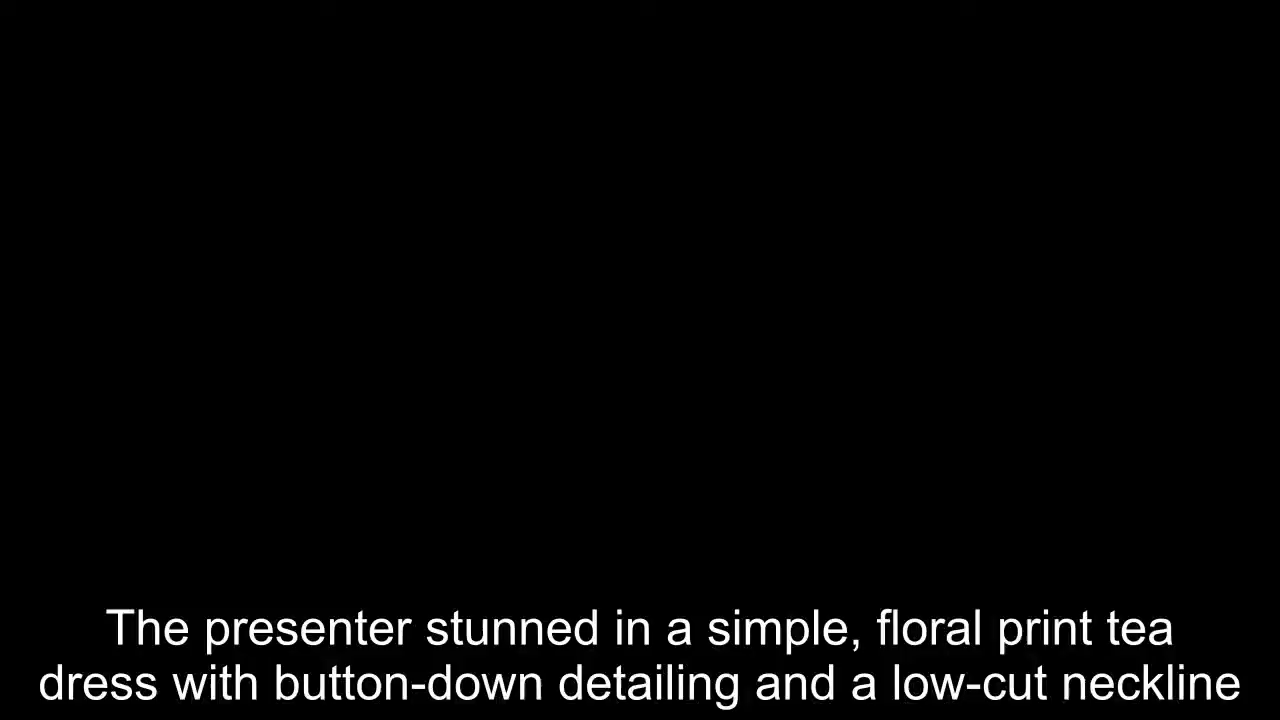 The presenter stunned in a simple, floral print tea
dress with button-down detailing and a low-cut neckline